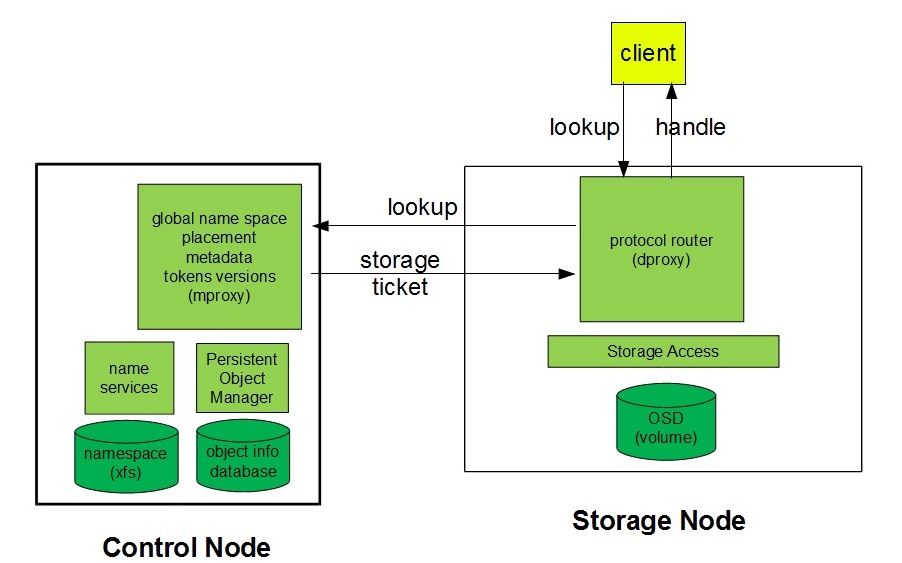 client
lookup
handle
global name space
placement
metadata
tokens versions
(mproxy)
lookup
storage
ticket
protocol router
(dproxy)
name
services
Persistent
Object
Manager
Storage Access
namespace
(xfs)
object info
database
OSD
(volume)
Control Node
Storage Node